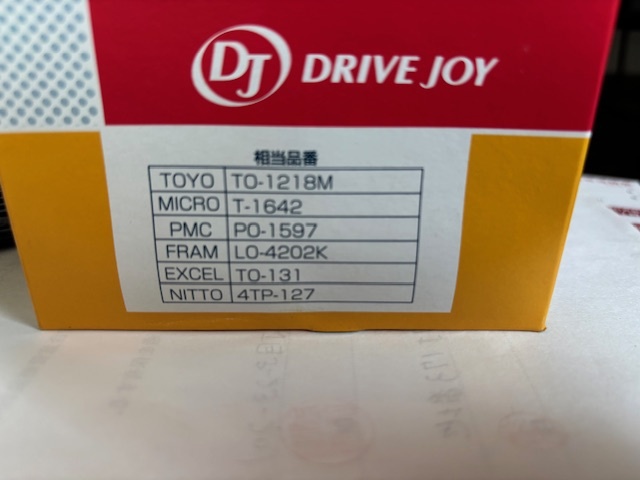 DJ DRIVE JOY
相当品番
TOYO TO-1218M
MICRO T-1642
PMC PO-1597
FRAM LO-4202K
EXCEL TO-131
NITTO 4TP-127